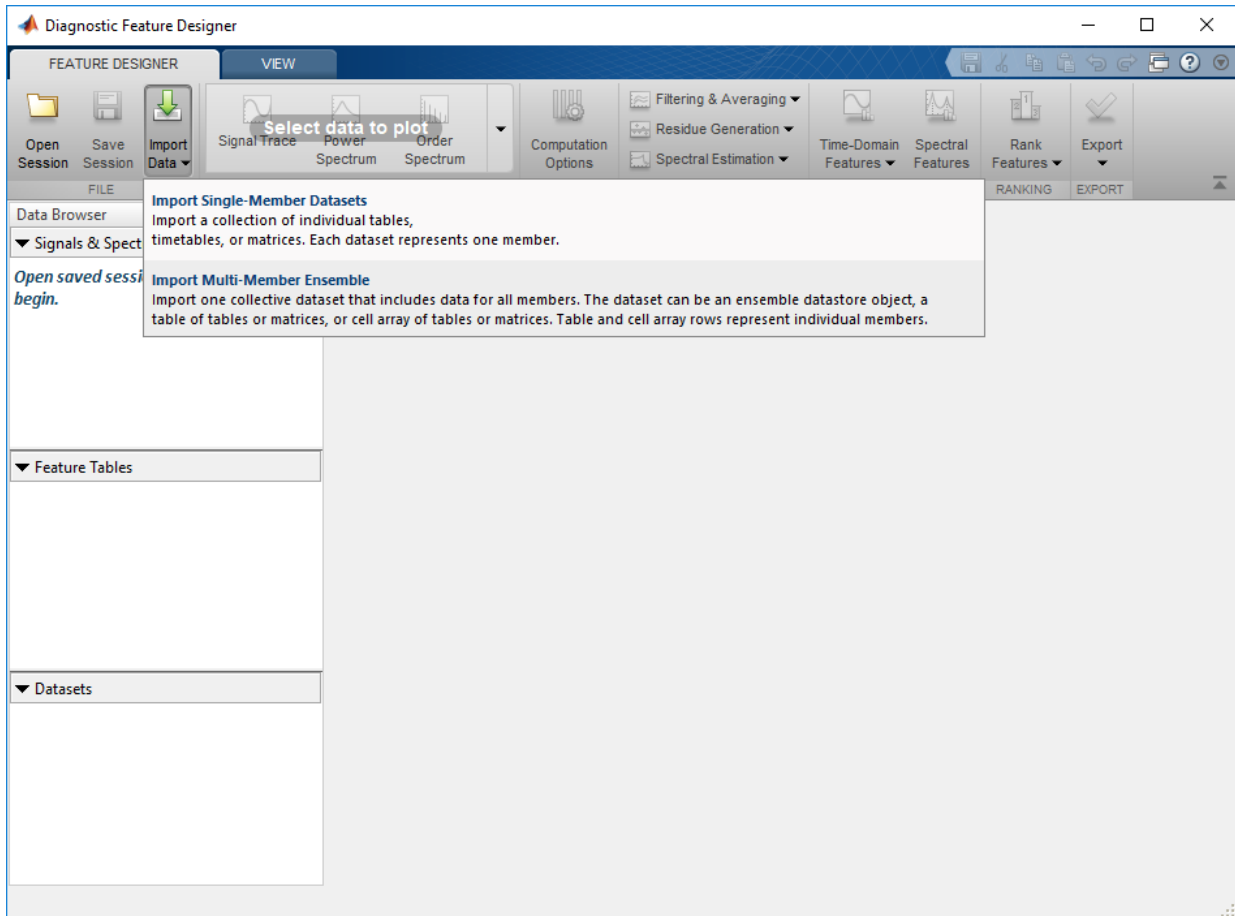 Diagnostic Feature Designer
FEATURE DESIGNER
VIEW
Open
Session
Save
Session
Import
Data
Signal Trace
Power
Spectrum
Order
Spectrum
Select data to plot
Computation
Options
Filtering & Averaging
Residue Generation
Spectral Estimation
Time-Domain
Features
Spectral
Features
Rank
Features
Export
FILE
RANKING
EXPORT
Data Browser
Signals & Spect
Open saved sessi
begin.
Import Single-Member Datasets
Import a collection of individual tables,
timetables, or matrices. Each dataset represents one member.
Import Multi-Member Ensemble
Import one collective dataset that includes data for all members. The dataset can be an ensemble datastore object, a
table of tables or matrices, or cell array of tables or matrices. Table and cell array rows represent individual members.
Feature Tables
Datasets